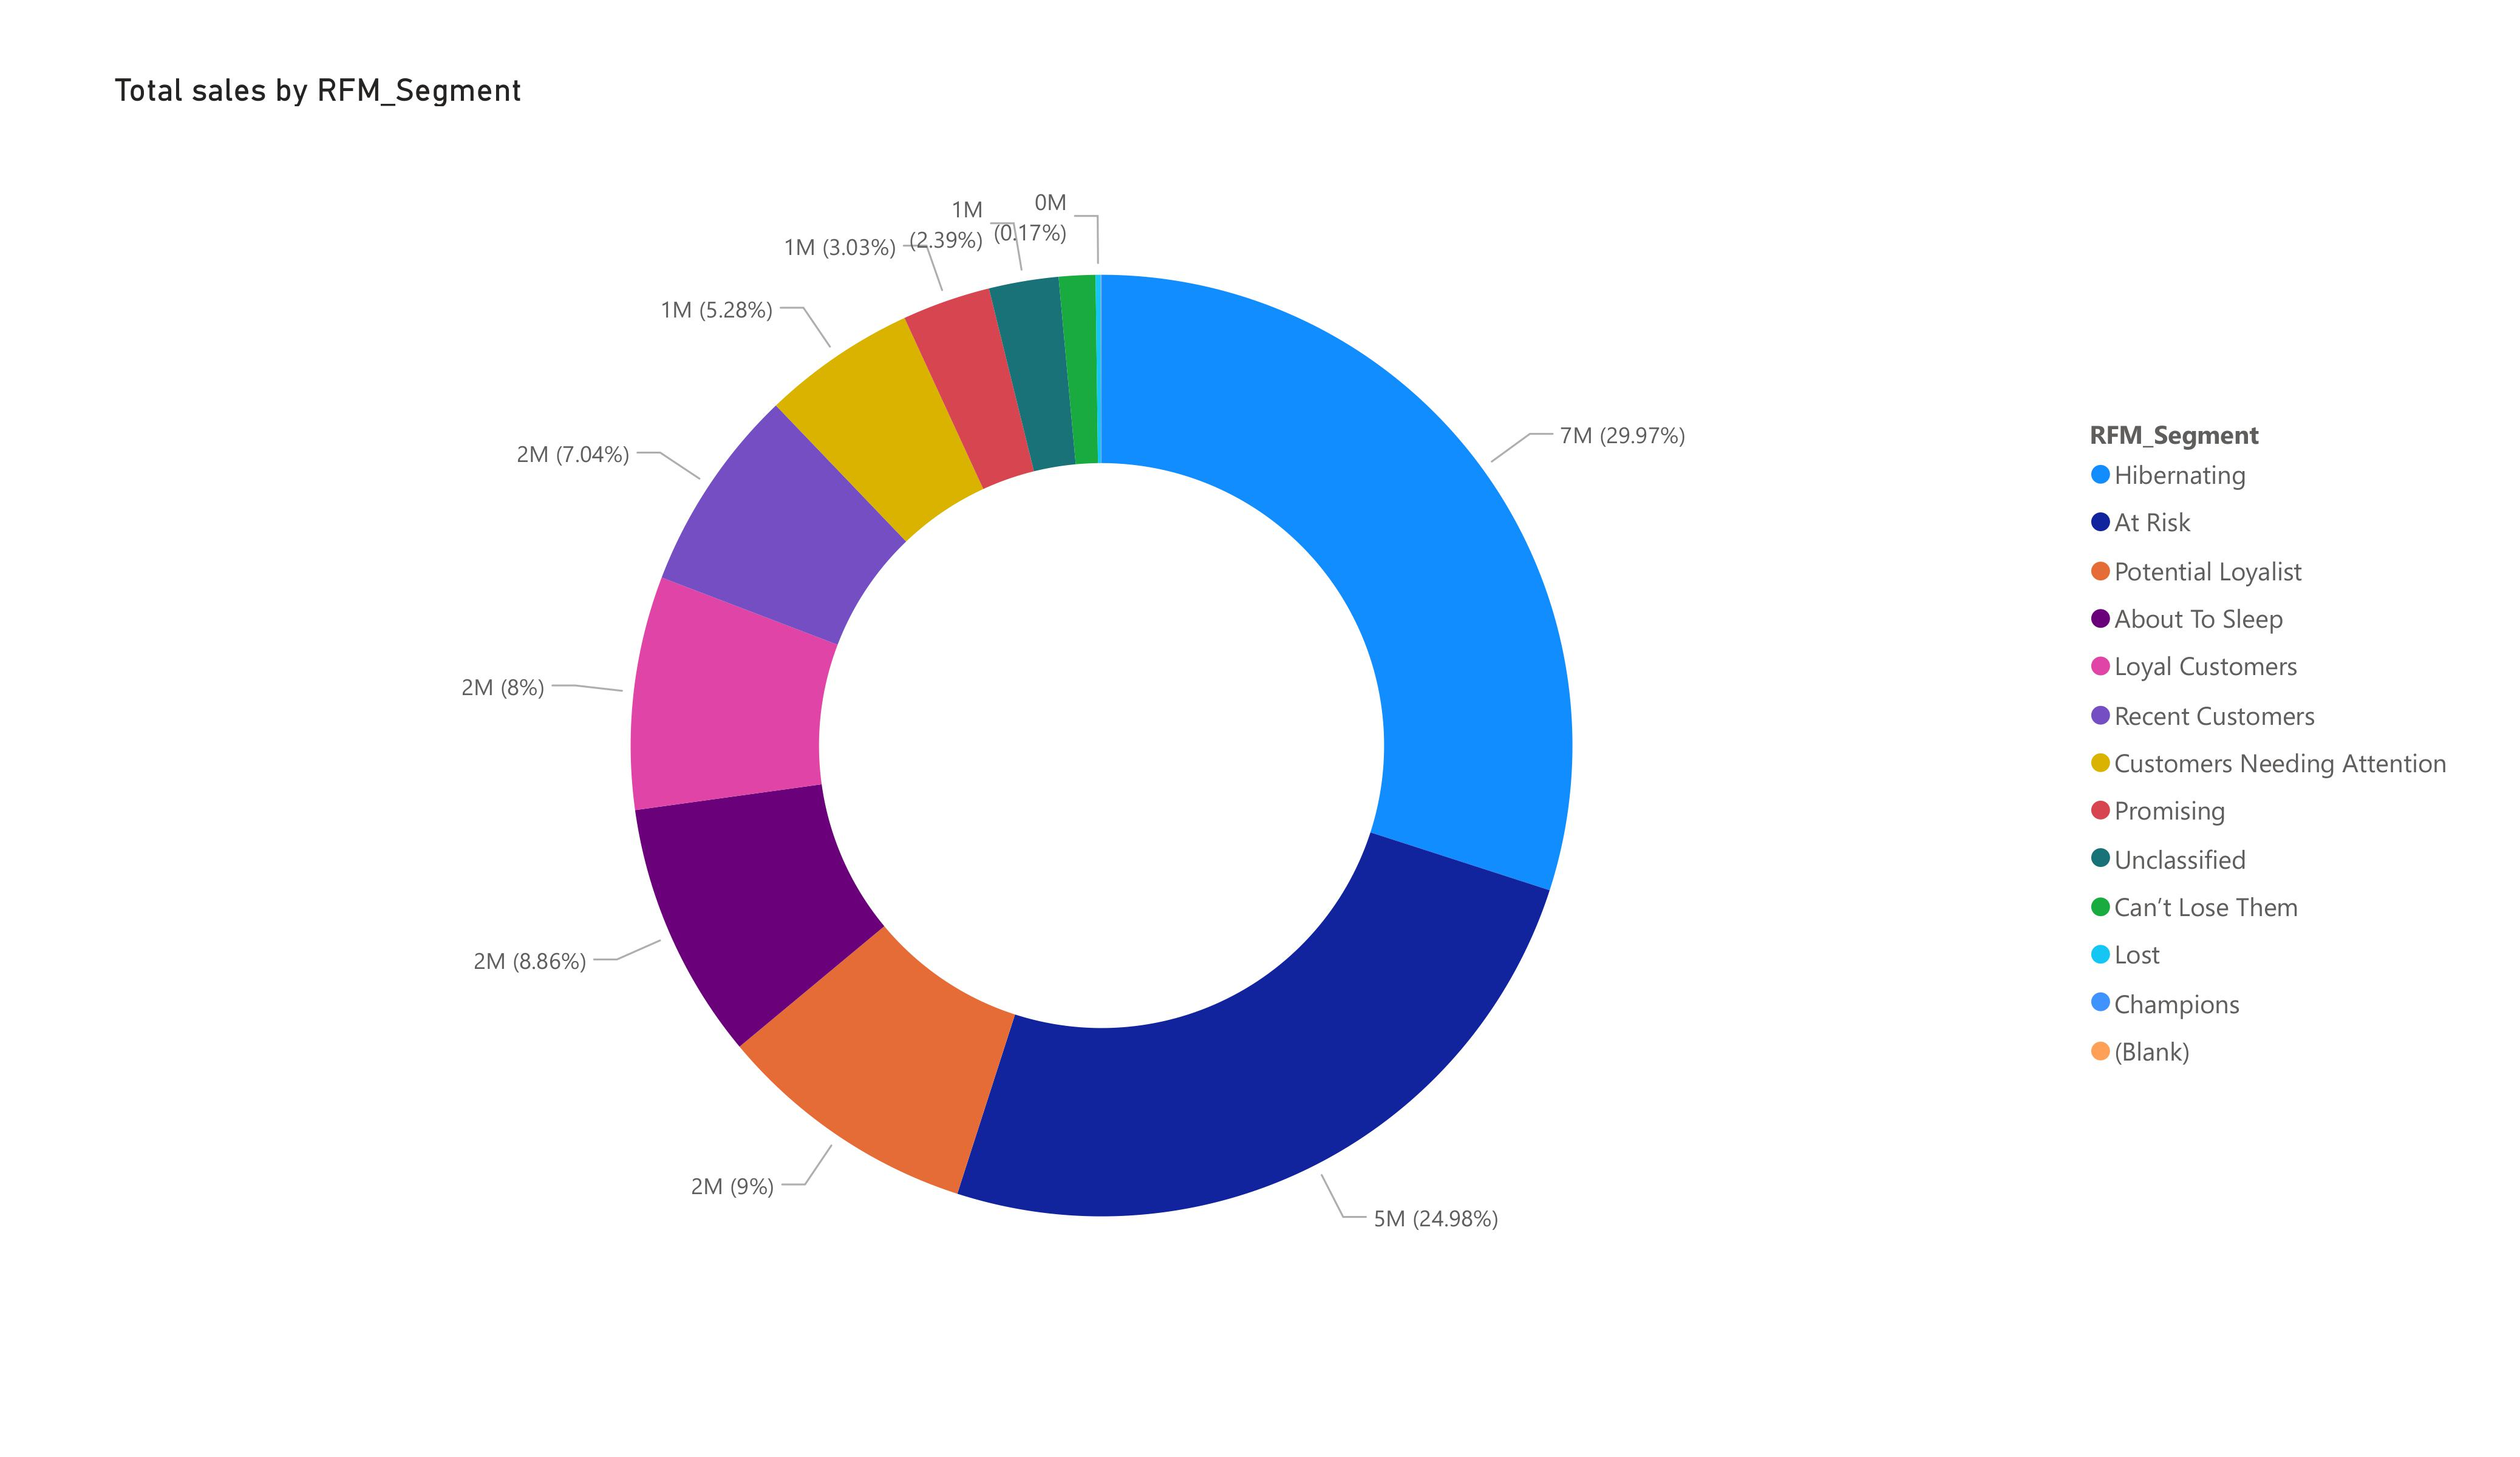 Total sales by RFM_Segment
0M
(0.17%)
1M
(2.39%)
1M (3.03%)
1M (5.28%)
7M (29.97%)
2M (7.04%)
2M (8%)
2M (8.86%)
2M (9%)
5M (24.98%)
RFM_Segment
Hibernating
At Risk
Potential Loyalist
About To Sleep
Loyal Customers
Recent Customers
Customers Needing Attention
Promising
Unclassified
Can’t Lose Them
Lost
Champions
(Blank)